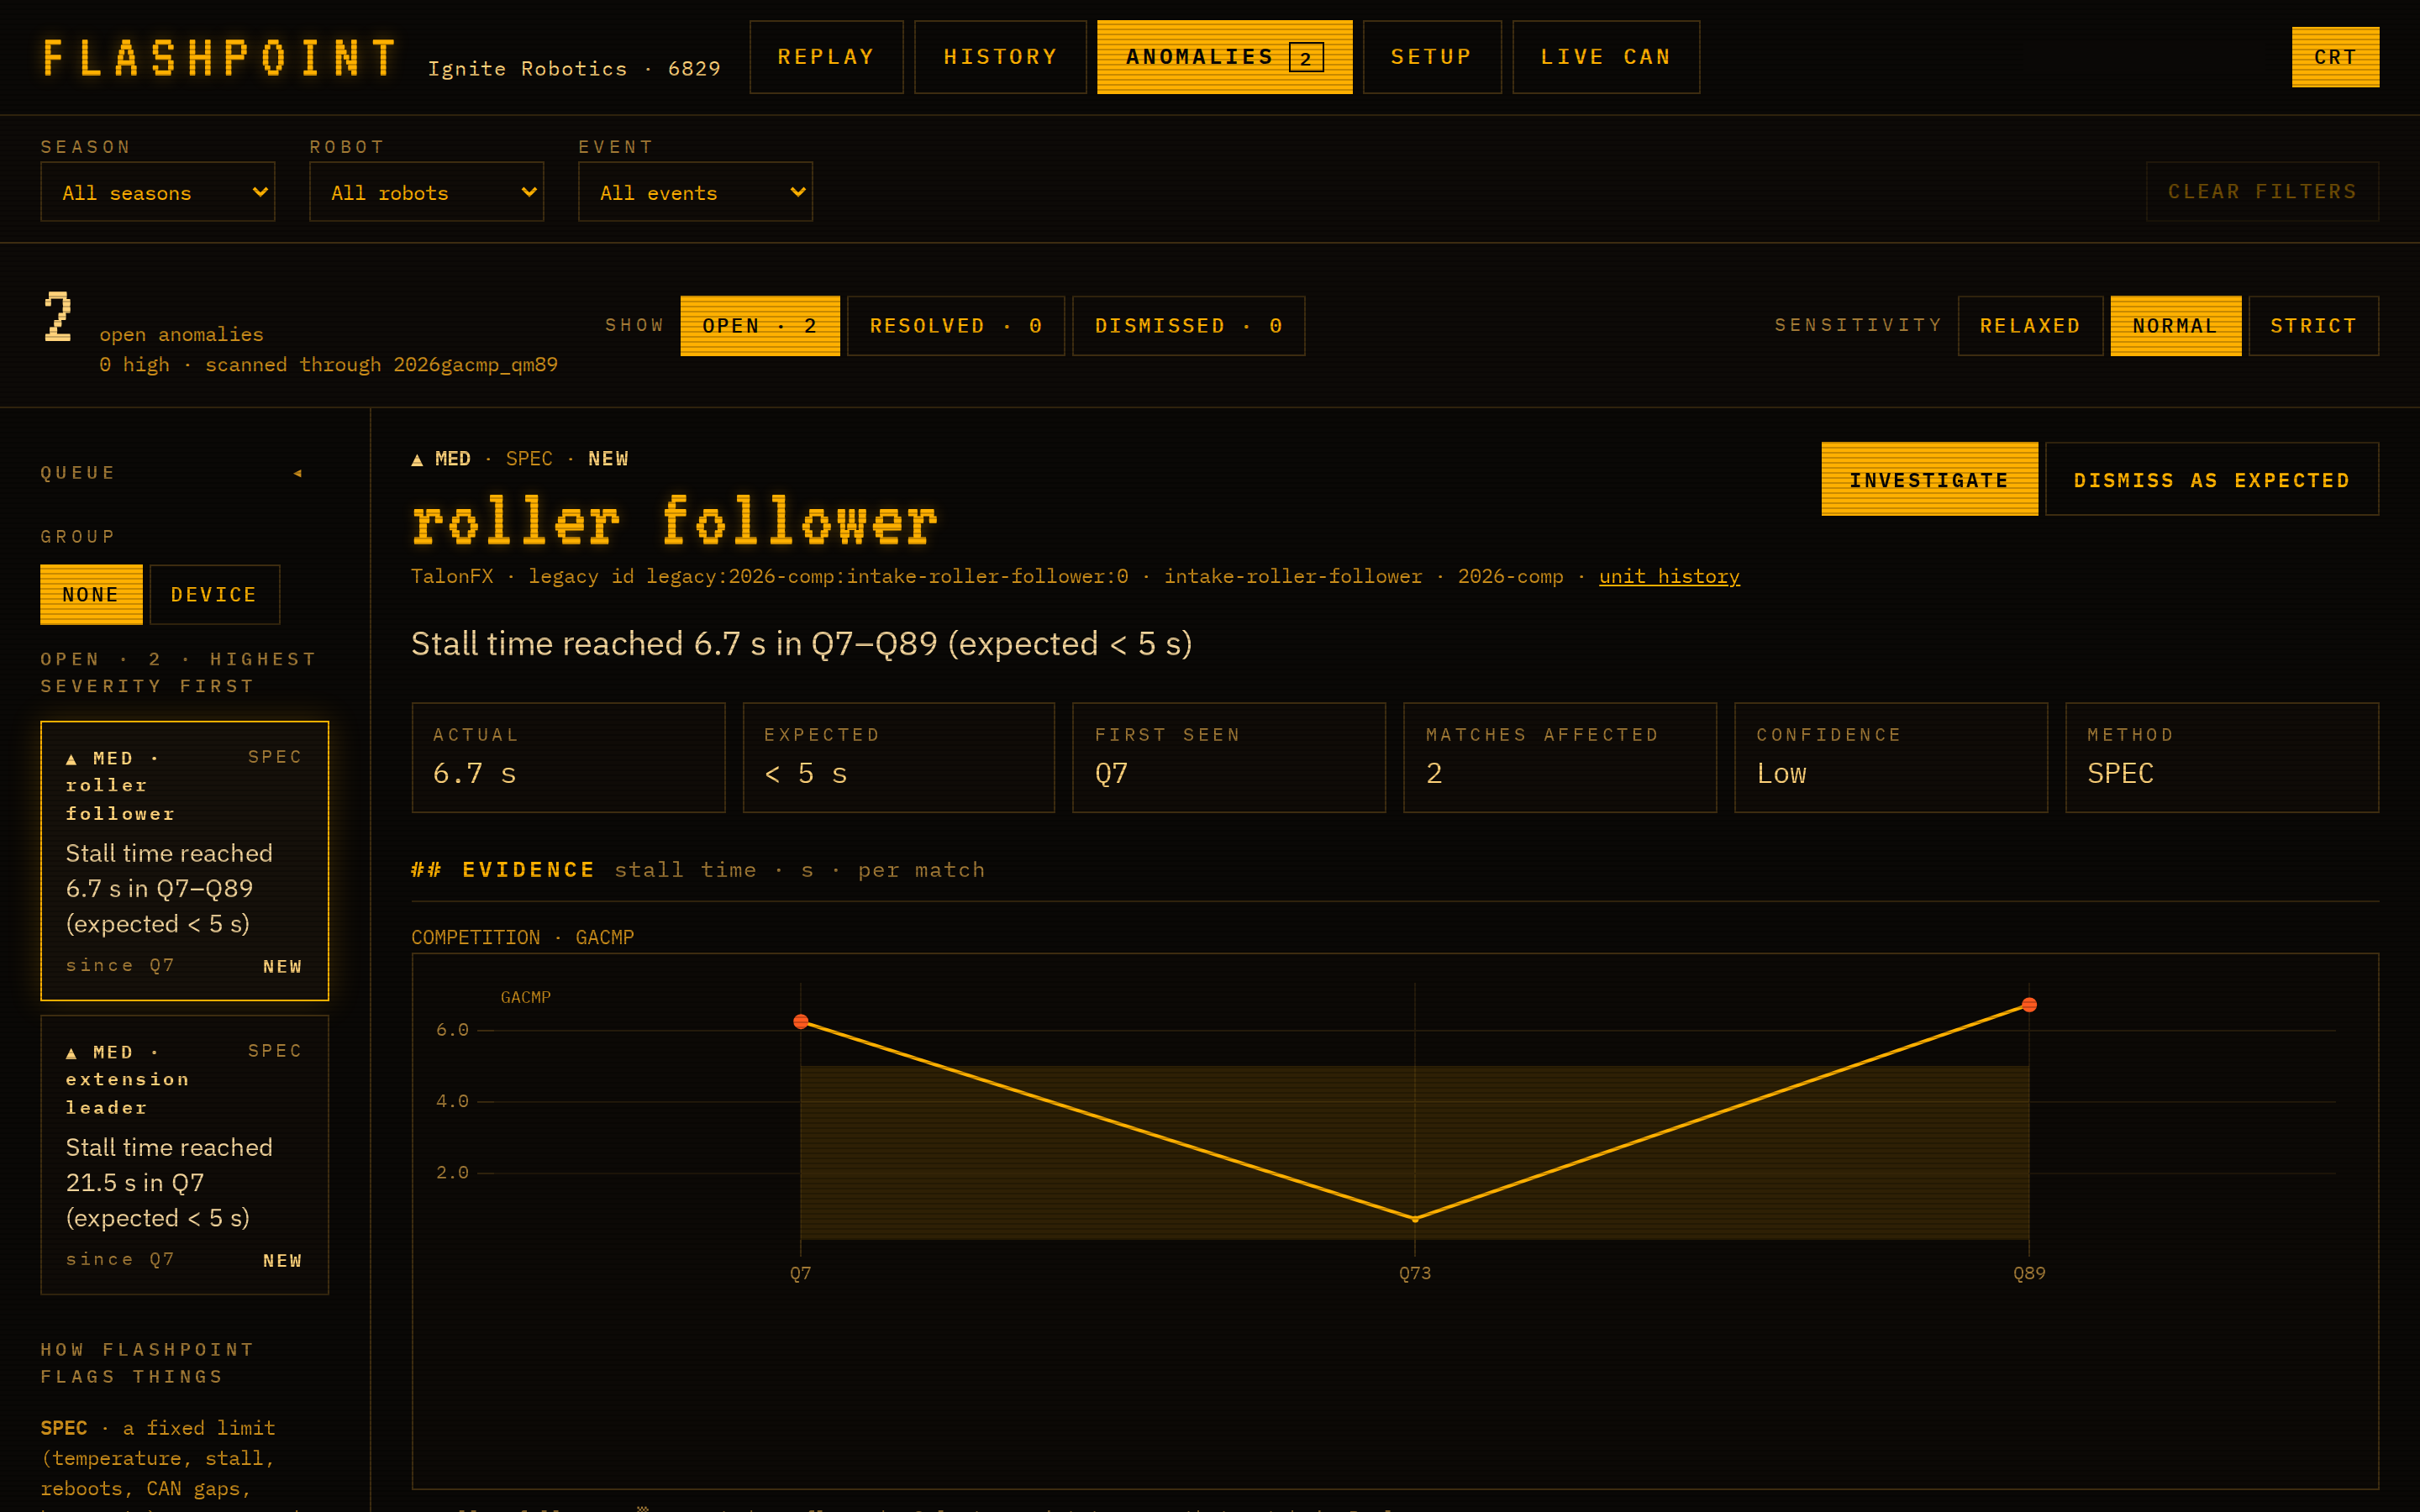 FLASHPOINT
Ignite Robotics · 6829
REPLAY
HISTORY
ANOMALIES 2
SETUP
LIVE CAN
CRT
SEASON
ROBOT
EVENT
All seasons
All robots
All events
CLEAR FILTERS
2
open anomalies
0 high · scanned through 2026gacmp_qm89
SHOW
OPEN · 2
RESOLVED · 0
DISMISSED · 0
SENSITIVITY
RELAXED
NORMAL
STRICT
QUEUE ◂
GROUP
NONE
DEVICE
OPEN · 2 · HIGHEST
SEVERITY FIRST
▲ MED · SPEC
roller
follower
Stall time reached
6.7 s in Q7–Q89
(expected < 5 s)
since Q7 NEW
▲ MED · SPEC
extension
leader
Stall time reached
21.5 s in Q7
(expected < 5 s)
since Q7 NEW
HOW FLASHPOINT
FLAGS THINGS
SPEC · a fixed limit
(temperature, stall,
reboots, CAN gaps,
▲ MED · SPEC · NEW
INVESTIGATE
DISMISS AS EXPECTED
roller follower
TalonFX · legacy id legacy:2026-comp:intake-roller-follower:0 · intake-roller-follower · 2026-comp · unit history
Stall time reached 6.7 s in Q7–Q89 (expected < 5 s)
ACTUAL
6.7 s
EXPECTED
< 5 s
FIRST SEEN
Q7
MATCHES AFFECTED
2
CONFIDENCE
Low
METHOD
SPEC
## EVIDENCE stall time · s · per match
COMPETITION · GACMP
GACMP
6.0
4.0
2.0
Q7
Q73
Q89